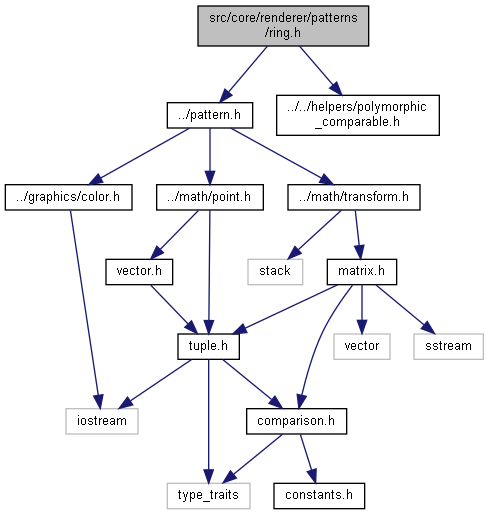 src/core/renderer/patterns
/ring.h
../pattern.h
../../helpers/polymorphic
_comparable.h
../graphics/color.h
../math/point.h
../math/transform.h
vector.h
stack
matrix.h
tuple.h
vector
sstream
iostream
comparison.h
type_traits
constants.h